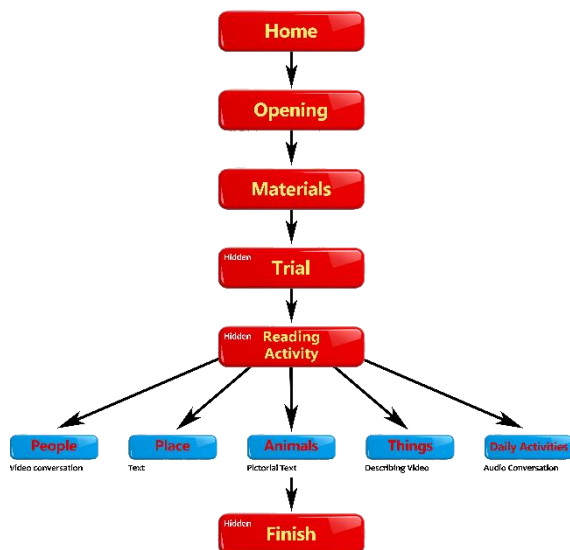 Home
Opening
Materials
Hidden
Trial
Hidden
Reading
Activity
People
Place
Animals
Things
Daily Activities
Video conversation
Text
Pictorial Text
Describing Video
Audio Conversation
Hidden
Finish